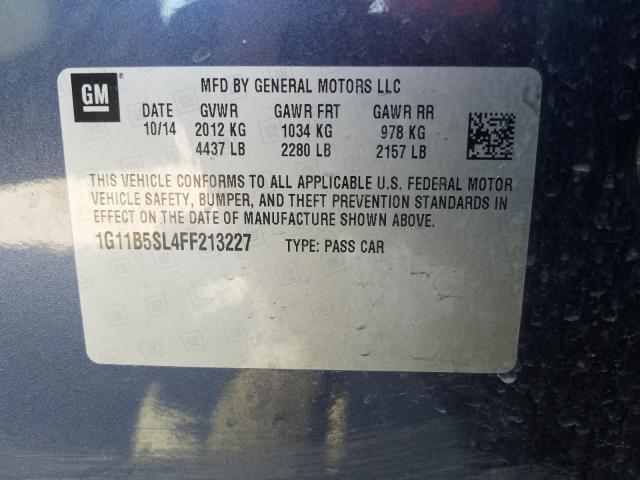 GM
MFD BY GENERAL MOTORS LLC
DATE GVWR GAWR FRT GAWR RR
10/14 2012 KG 1034 KG 978 KG
4437 LB 2280 LB 2157 LB
THIS VEHICLE CONFORMS TO ALL APPLICABLE U.S. FEDERAL MOTOR
VEHICLE SAFETY, BUMPER, AND THEFT PREVENTION STANDARDS IN
EFFECT ON THE DATE OF MANUFACTURE SHOWN ABOVE.
1G11B5SL4FF213227 TYPE: PASS CAR